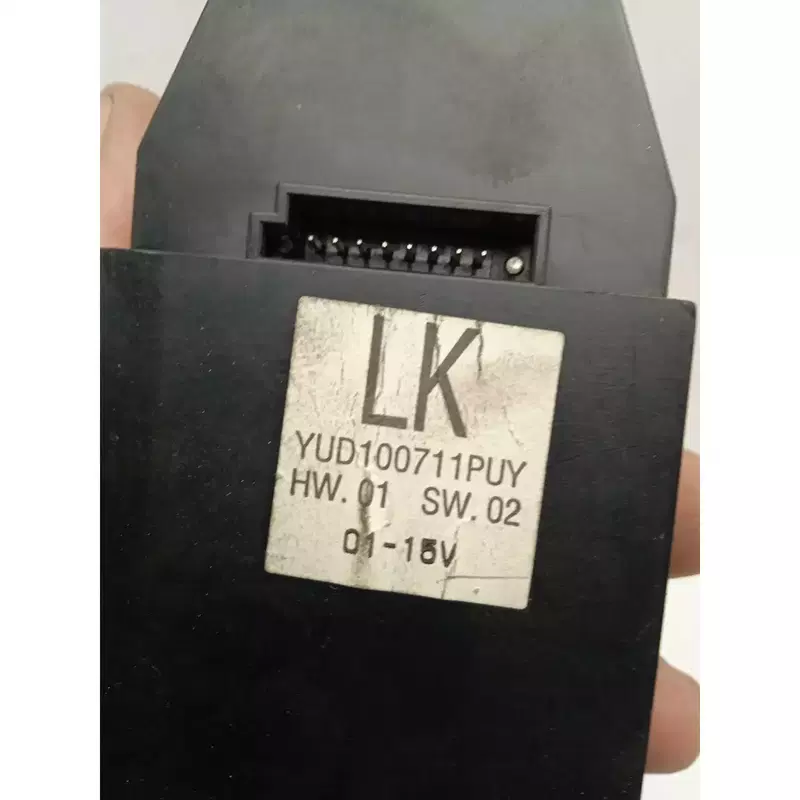 LK
YUD100711PUY
HW. 01 SW. 02
01-15V